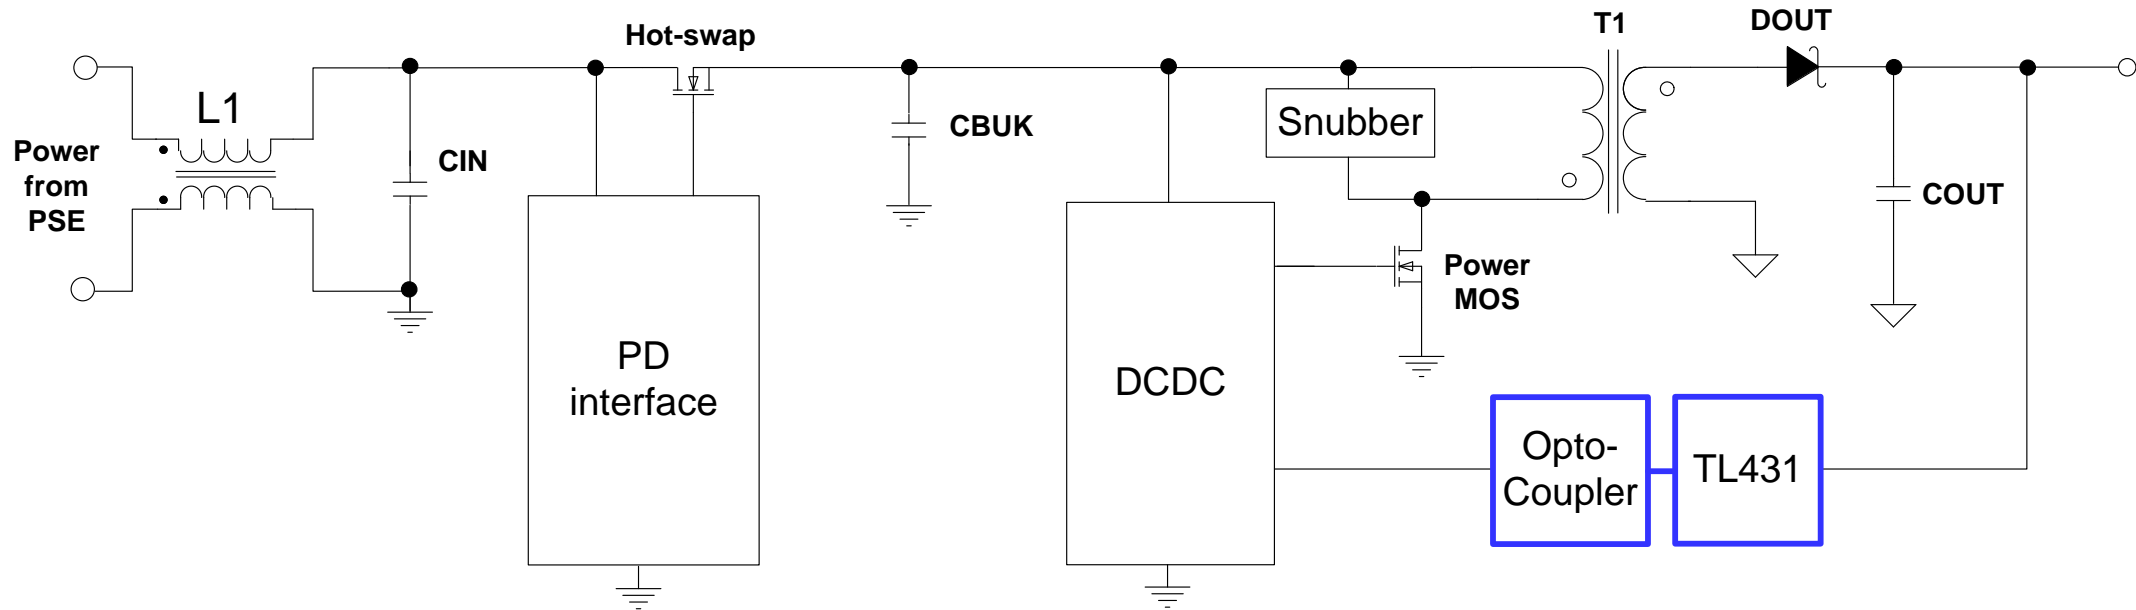 Hot-swap
T1
DOUT
L1
Power
from
PSE
CIN
CBUK
Snubber
COUT
Power
MOS
PD
interface
DCDC
Opto-
Coupler
TL431